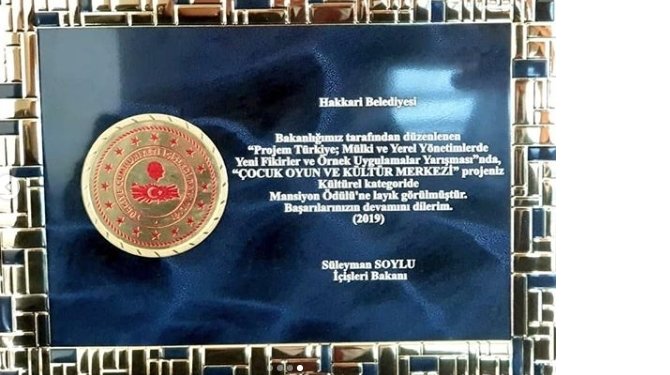 Hakkari Belediyesi
Bakanlığımız tarafından düzenlenen
“Projem Türkiye; Mülki ve Yerel Yönetimlerde
Yeni Fikirler ve Örnek Uygulamalar Yarışması”nda,
“ÇOCUK OYUN VE KÜLTÜR MERKEZİ” projeniz
Kültürel kategoride
Mansiyon Ödülü’ne layık görülmüştür.
Başarılarınızın devamını dilerim.
(2019)
Süleyman SOYLU
İçişleri Bakanı